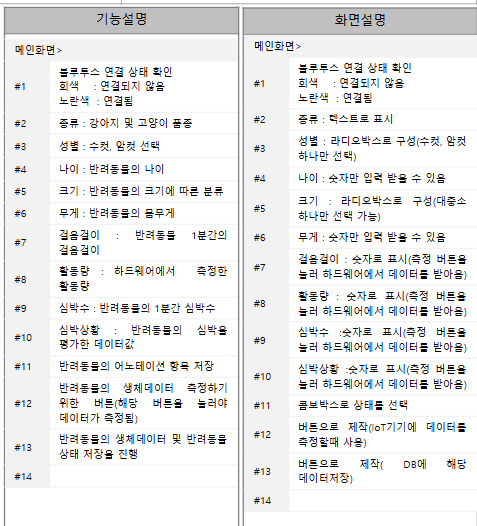 기능설명
메인화면>
#1
블루투스 연결 상태 확인
회색 : 연결되지 않음
노란색 : 연결됨
#2
종류 : 강아지 및 고양이 품종
#3
성별 : 수컷, 암컷 선택
#4
나이 : 반려동물의 나이
#5
크기 : 반려동물의 크기에 따른 분류
#6
무게 : 반려동물의 몸무게
#7
걸음걸이 : 반려동물 1분간의
걸음걸이
#8
활동량 : 하드웨어에서 측정한
활동량
#9
심박수 : 반려동물의 1분간 심박수
#10
심박상황 : 반려동물의 심박을
평가한 데이터값
#11
반려동물의 어노테이션 항목 저장
#12
반려동물의 생체데이터 측정하기
위한 버튼(해당 버튼을 눌러야
데이터가 측정됨)
#13
반려동물의 생체데이터 및 반려동물
상태 저장을 진행
#14
화면설명
메인화면>
#1
블루투스 연결 상태 확인
회색 : 연결되지 않음
노란색 : 연결됨
#2
종류 : 텍스트로 표시
#3
성별 : 라디오박스로 구성(수컷, 암컷
하나만 선택)
#4
나이 : 숫자만 입력 받을 수 있음
#5
크기 : 라디오박스로 구성(대중소
하나만 선택 가능)
#6
무게 : 숫자만 입력 받을 수 있음
#7
걸음걸이 : 숫자로 표시(측정 버튼을
눌러 하드웨어에서 데이터를 받아옴)
#8
활동량 : 숫자로 표시(측정 버튼을
눌러 하드웨어에서 데이터를 받아옴)
#9
심박수 :숫자로 표시(측정 버튼을
눌러 하드웨어에서 데이터를 받아옴)
#10
심박상황 :숫자로 표시(측정 버튼을
눌러 하드웨어에서 데이터를 받아옴)
#11
콤보박스로 상태를 선택
#12
버튼으로 제작(IoT기기에 데이터를
측정할때 사용)
#13
버튼으로 제작( DB에 해당
데이터저장)
#14